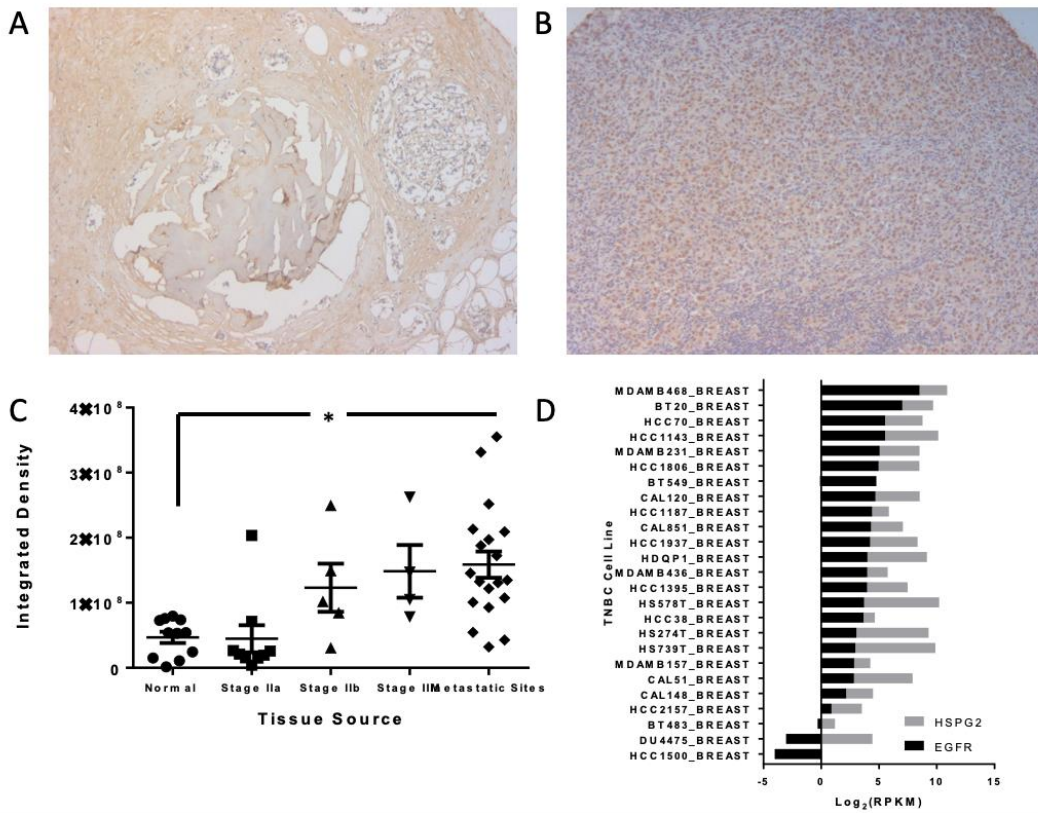 A
B
C
4✖10⁸
3✖10⁸
2✖10⁸
1✖10⁸
0
Integrated Density
*
Normal
Stage IIa
Stage IIb
Stage IIIA
Metastatic Sites
Tissue Source
D
TNBC Cell Line
MDAMB468_BREAST
BT20_BREAST
HCC70_BREAST
HCC1143_BREAST
MDAMB231_BREAST
HCC1806_BREAST
BT549_BREAST
CAL120_BREAST
HCC1187_BREAST
CAL851_BREAST
HCC1937_BREAST
HDQP1_BREAST
MDAMB436_BREAST
HCC1395_BREAST
HS578T_BREAST
HCC38_BREAST
HS274T_BREAST
HS739T_BREAST
MDAMB157_BREAST
CAL51_BREAST
CAL148_BREAST
HCC2157_BREAST
BT483_BREAST
DU4475_BREAST
HCC1500_BREAST
HSPG2
EGFR
-5 0 5 10 15
Log₂(RPKM)